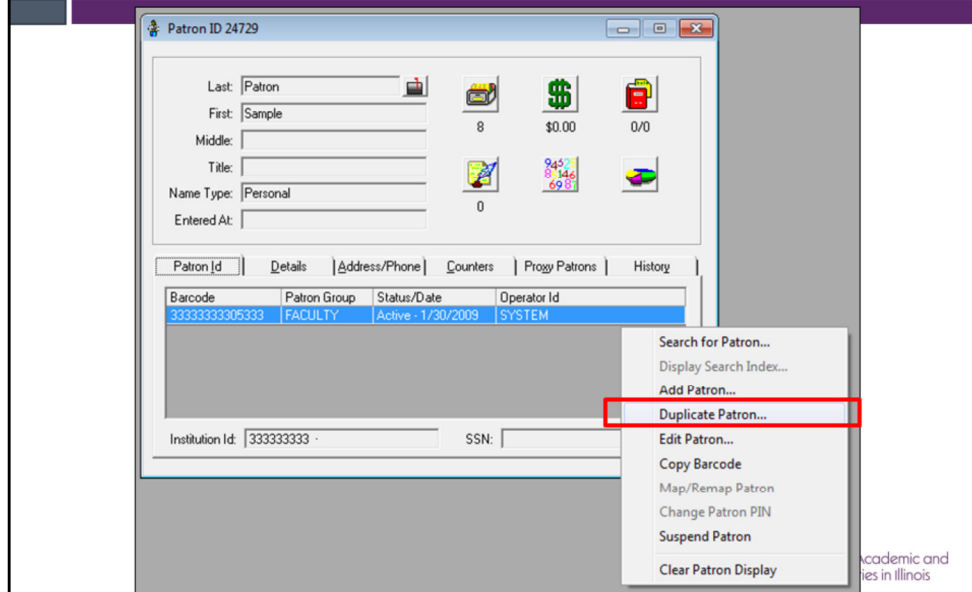 Patron ID 24729
Last: Patron
First: Sample
Middle:
Title:
Name Type: Personal
Entered At:
8 $0.00 0/0
0
Patron Id Details Address/Phone Counters Proxy Patrons History
Barcode Patron Group Status/Date Operator Id
33333333305333 FACULTY Active - 1/30/2009 SYSTEM
Institution Id: 333333333 SSN:
Search for Patron...
Display Search Index...
Add Patron...
Duplicate Patron...
Edit Patron...
Copy Barcode
Map/Remap Patron
Change Patron PIN
Suspend Patron
Clear Patron Display
Academic and
ies in Illinois